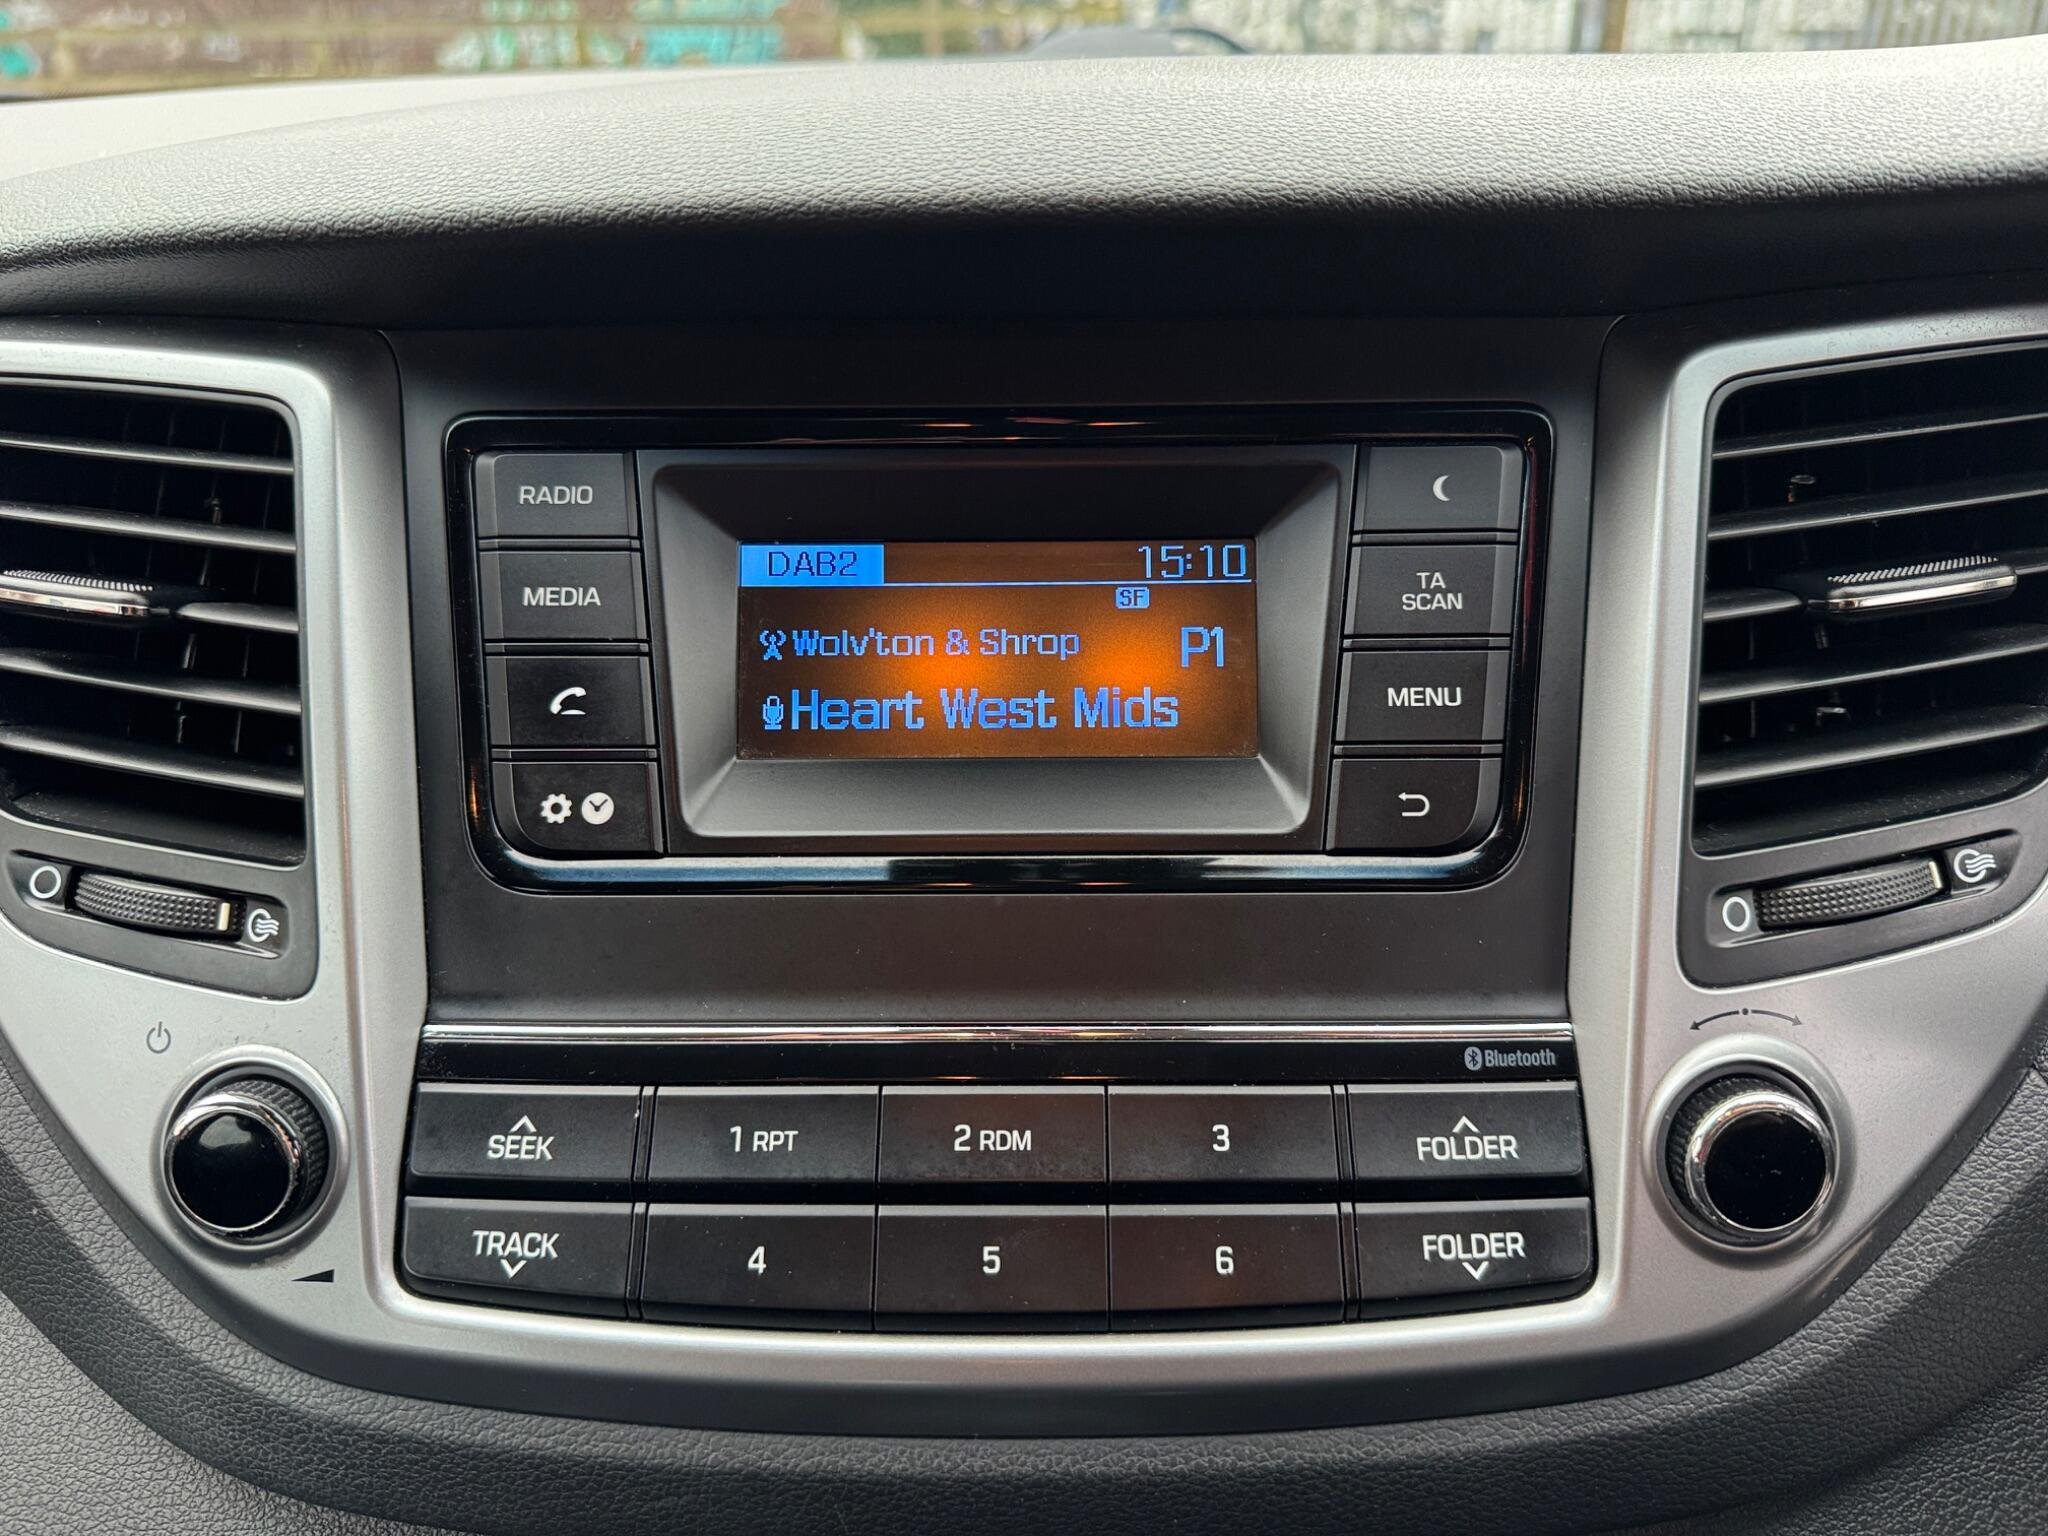 RADIO
MEDIA
DAB2 15:10
SF
Wolv'ton & Shrop P1
Heart West Mids
TA
SCAN
MENU
Bluetooth
SEEK
1 RPT
2 RDM
3
FOLDER
TRACK
4
5
6
FOLDER